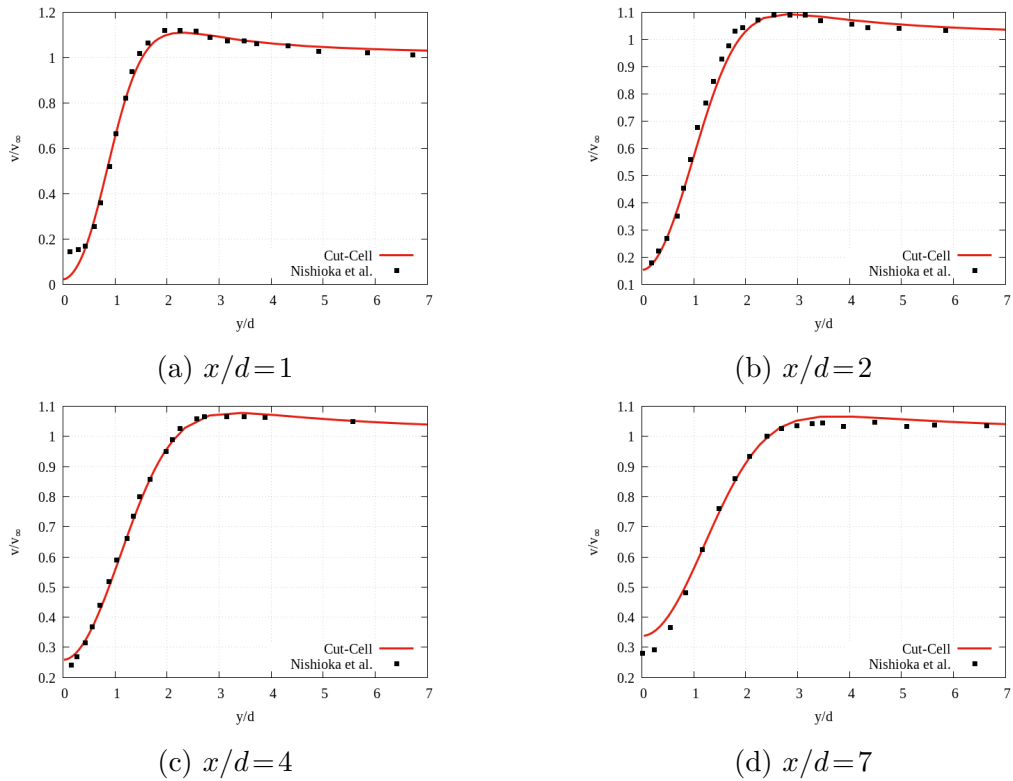 1.2
1
0.8
0.6
0.4
0.2
0
v/v∞
0 1 2 3 4 5 6 7
y/d
Cut-Cell
Nishioka et al.
(a) x/d=1
1.1
1
0.9
0.8
0.7
0.6
0.5
0.4
0.3
0.2
0.1
v/v∞
0 1 2 3 4 5 6 7
y/d
Cut-Cell
Nishioka et al.
(b) x/d=2
1.1
1
0.9
0.8
0.7
0.6
0.5
0.4
0.3
0.2
v/v∞
0 1 2 3 4 5 6 7
y/d
Cut-Cell
Nishioka et al.
(c) x/d=4
1.1
1
0.9
0.8
0.7
0.6
0.5
0.4
0.3
0.2
v/v∞
0 1 2 3 4 5 6 7
y/d
Cut-Cell
Nishioka et al.
(d) x/d=7